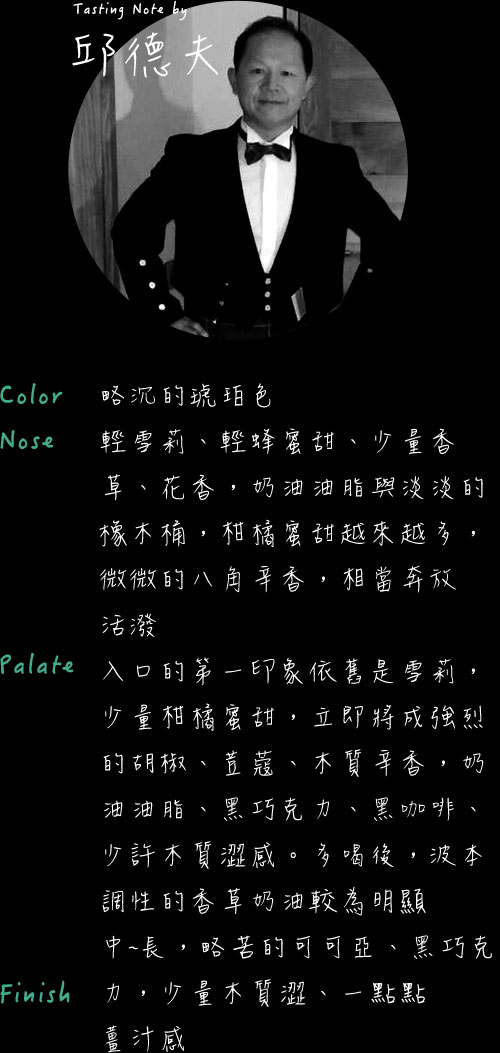 Tasting Note by
邱德夫
Color 略沉的琥珀色
Nose 輕雪莉、輕蜂蜜甜、少量香
草、花香，奶油油脂與淡淡的
橡木桶，柑橘蜜甜越來越多，
微微的八角辛香，相當奔放
活潑
Palate 入口的第一印象依舊是雪莉，
少量柑橘蜜甜，立即將成強烈
的胡椒、荳蔻、木質辛香，奶
油油脂、黑巧克力、黑咖啡、
少許木質澀感。多喝後，波本
調性的香草奶油較為明顯
中~長，略苦的可可亞、黑巧克
Finish 力，少量木質澀、一點點
薑汁感